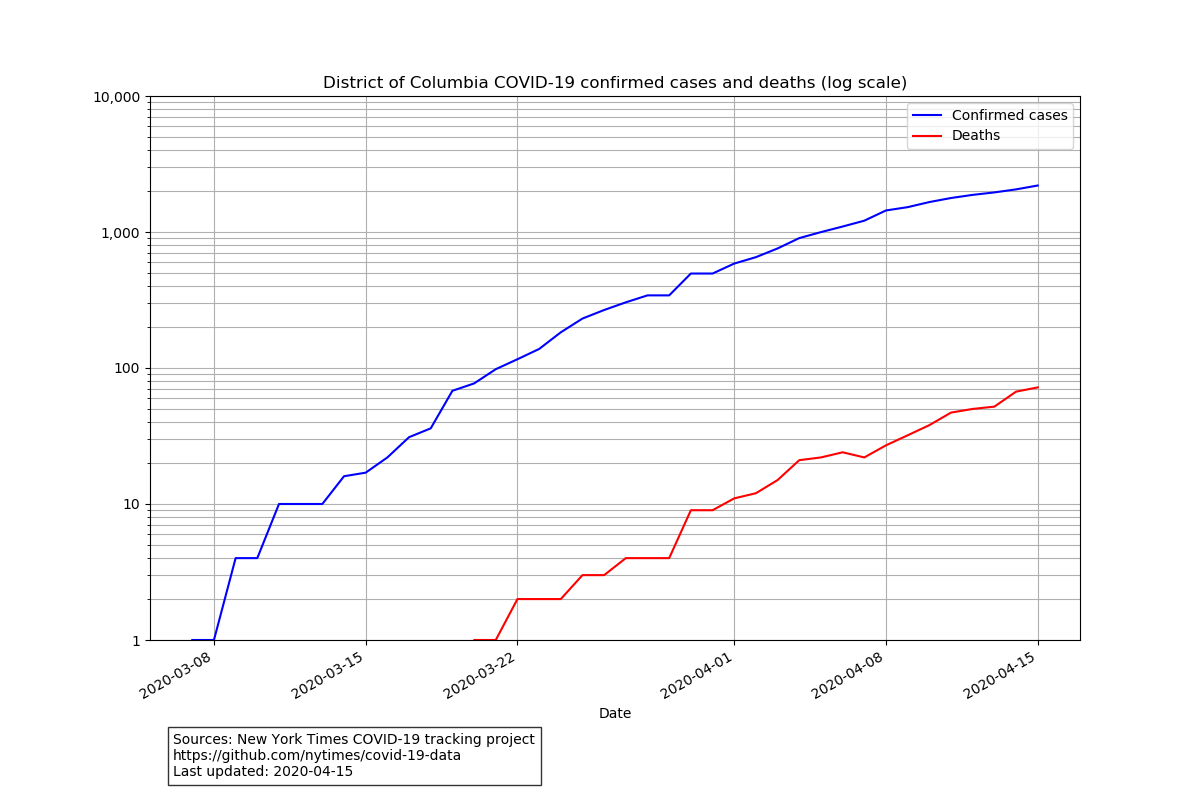 District of Columbia COVID-19 confirmed cases and deaths (log scale)
10,000
1,000
100
10
1
Confirmed cases
Deaths
2020-03-08
2020-03-15
2020-03-22
2020-04-01
2020-04-08
2020-04-15
Date
Sources: New York Times COVID-19 tracking project
https://github.com/nytimes/covid-19-data
Last updated: 2020-04-15